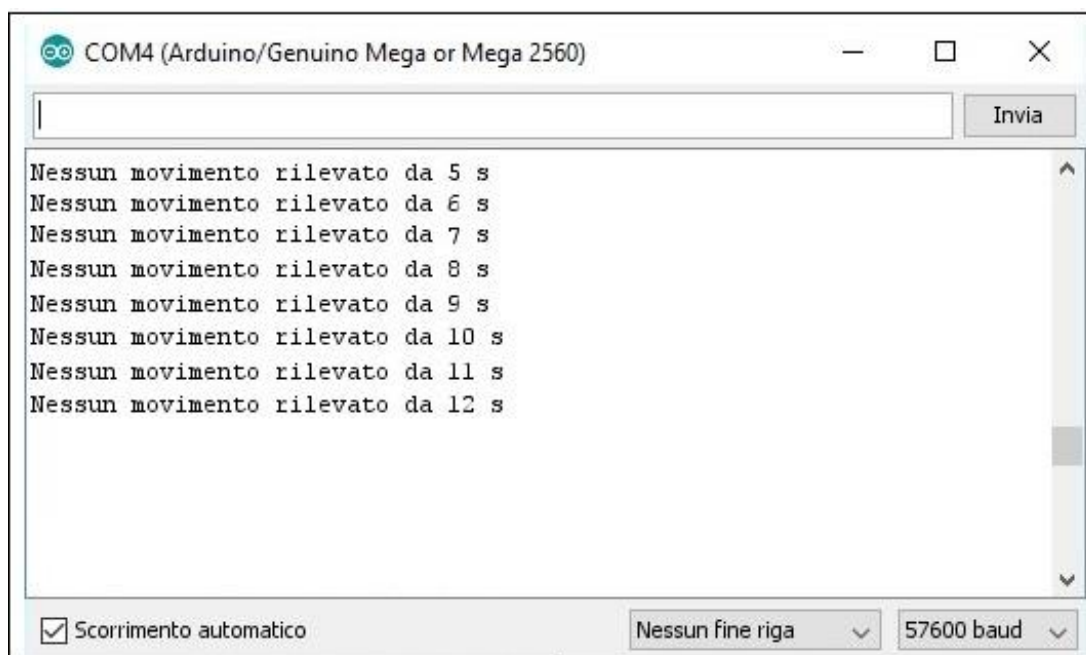 COM4 (Arduino/Genuino Mega or Mega 2560)
Invia
Nessun movimento rilevato da 5 s
Nessun movimento rilevato da 6 s
Nessun movimento rilevato da 7 s
Nessun movimento rilevato da 8 s
Nessun movimento rilevato da 9 s
Nessun movimento rilevato da 10 s
Nessun movimento rilevato da 11 s
Nessun movimento rilevato da 12 s
Scorrimento automatico
Nessun fine riga
57600 baud